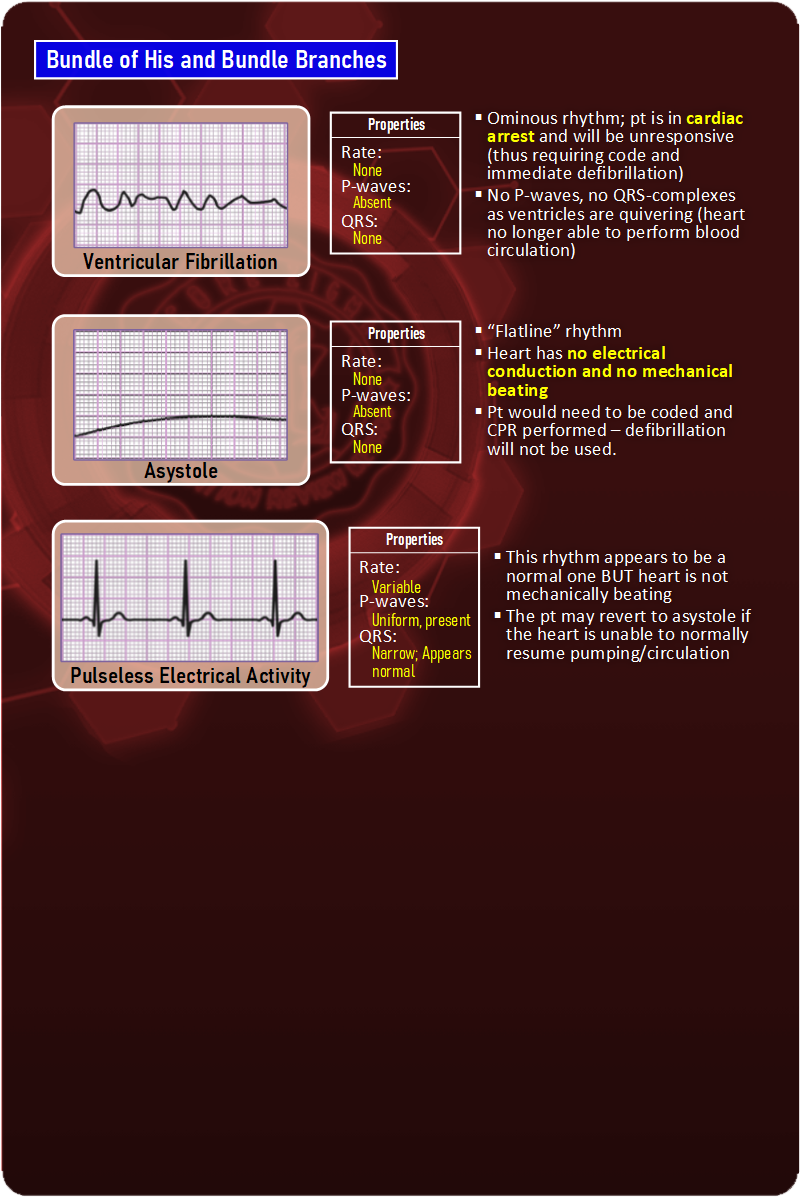 Bundle of His and Bundle Branches
Ventricular Fibrillation
Properties
Rate:
None
P-waves:
Absent
QRS:
None
▪ Ominous rhythm; pt is in cardiac
arrest and will be unresponsive
(thus requiring code and
immediate defibrillation)
▪ No P-waves, no QRS-complexes
as ventricles are quivering (heart
no longer able to perform blood
circulation)
Asystole
Properties
Rate:
None
P-waves:
Absent
QRS:
None
▪ “Flatline” rhythm
▪ Heart has no electrical
conduction and no mechanical
beating
▪ Pt would need to be coded and
CPR performed – defibrillation
will not be used.
Pulseless Electrical Activity
Properties
Rate:
Variable
P-waves:
Uniform, present
QRS:
Narrow; Appears
normal
▪ This rhythm appears to be a
normal one BUT heart is not
mechanically beating
▪ The pt may revert to asystole if
the heart is unable to normally
resume pumping/circulation